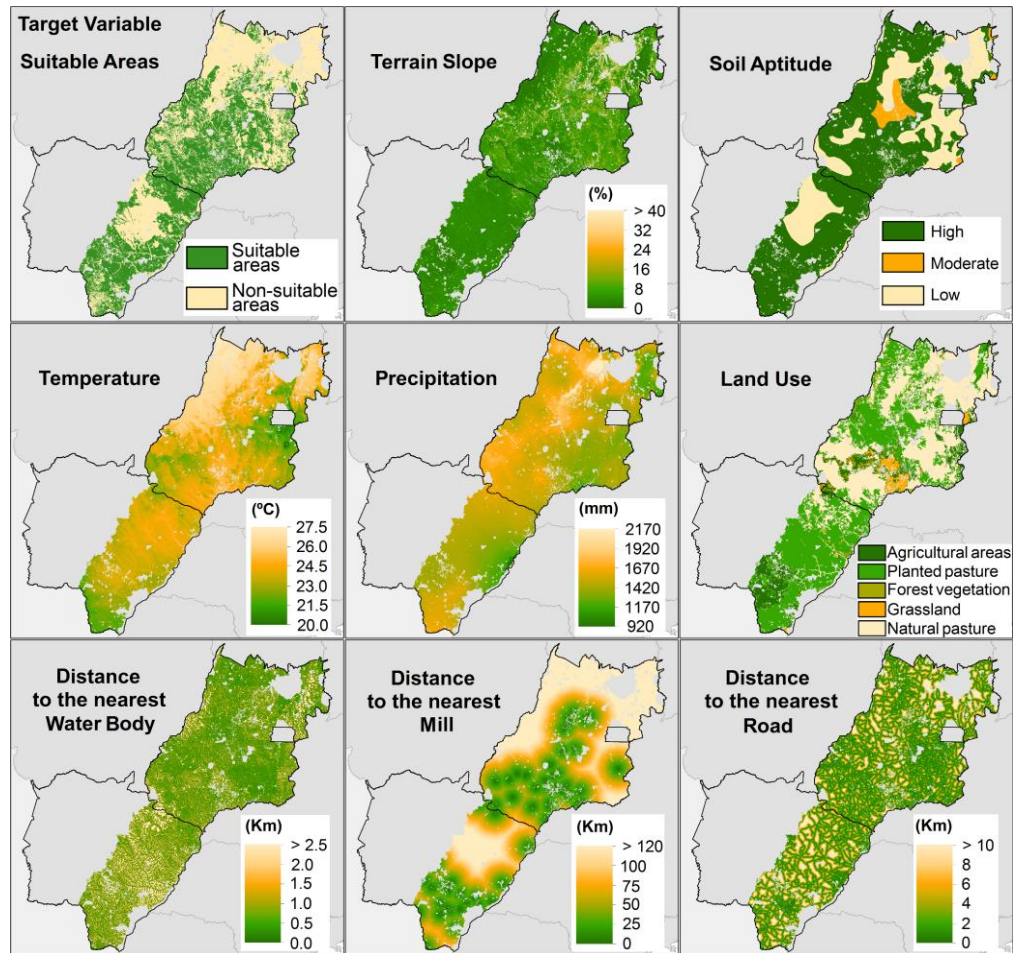 Target Variable
Suitable Areas
Suitable
areas
Non-suitable
areas
Terrain Slope
(%)
> 40
32
24
16
8
0
Soil Aptitude
High
Moderate
Low
Temperature
(ºC)
27.5
26.0
24.5
23.0
21.5
20.0
Precipitation
(mm)
2170
1920
1670
1420
1170
920
Land Use
Agricultural areas
Planted pasture
Forest vegetation
Grassland
Natural pasture
Distance
to the nearest
Water Body
(Km)
> 2.5
2.0
1.5
1.0
0.5
0.0
Distance
to the nearest
Mill
(Km)
> 120
100
75
50
25
0
Distance
to the nearest
Road
(Km)
> 10
8
6
4
2
0